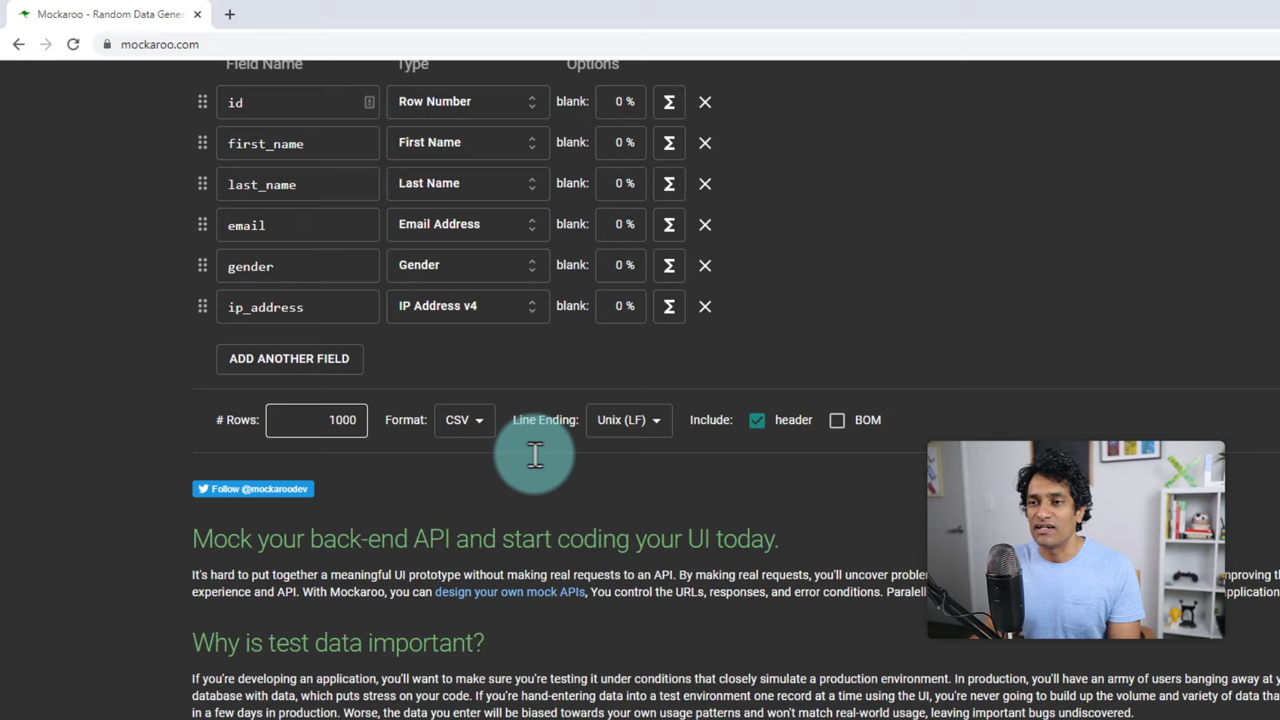 Mockaroo - Random Data Gene
mockaroo.com
Field Name Type Options
id Row Number blank: 0 % Σ
first_name First Name blank: 0 % Σ
last_name Last Name blank: 0 % Σ
email Email Address blank: 0 % Σ
gender Gender blank: 0 % Σ
ip_address IP Address v4 blank: 0 % Σ
ADD ANOTHER FIELD
# Rows: 1000 Format: CSV Line Ending: Unix (LF) Include: header BOM
Follow @mockaroodev
Mock your back-end API and start coding your UI today.
It's hard to put together a meaningful UI prototype without making real requests to an API. By making real requests, you'll uncover proble mproving th
experience and API. With Mockaroo, you can design your own mock APIs, You control the URLs, responses, and error conditions. Paralle pplication
Why is test data important?
If you're developing an application, you'll want to make sure you're testing it under conditions that closely simulate a production environment. In production, you'll have an army of users banging away at y
database with data, which puts stress on your code. If you're hand-entering data into a test environment one record at a time using the UI, you're never going to build up the volume and variety of data tha
in a few days in production. Worse, the data you enter will be biased towards your own usage patterns and won't match real-world usage, leaving important bugs undiscovered.